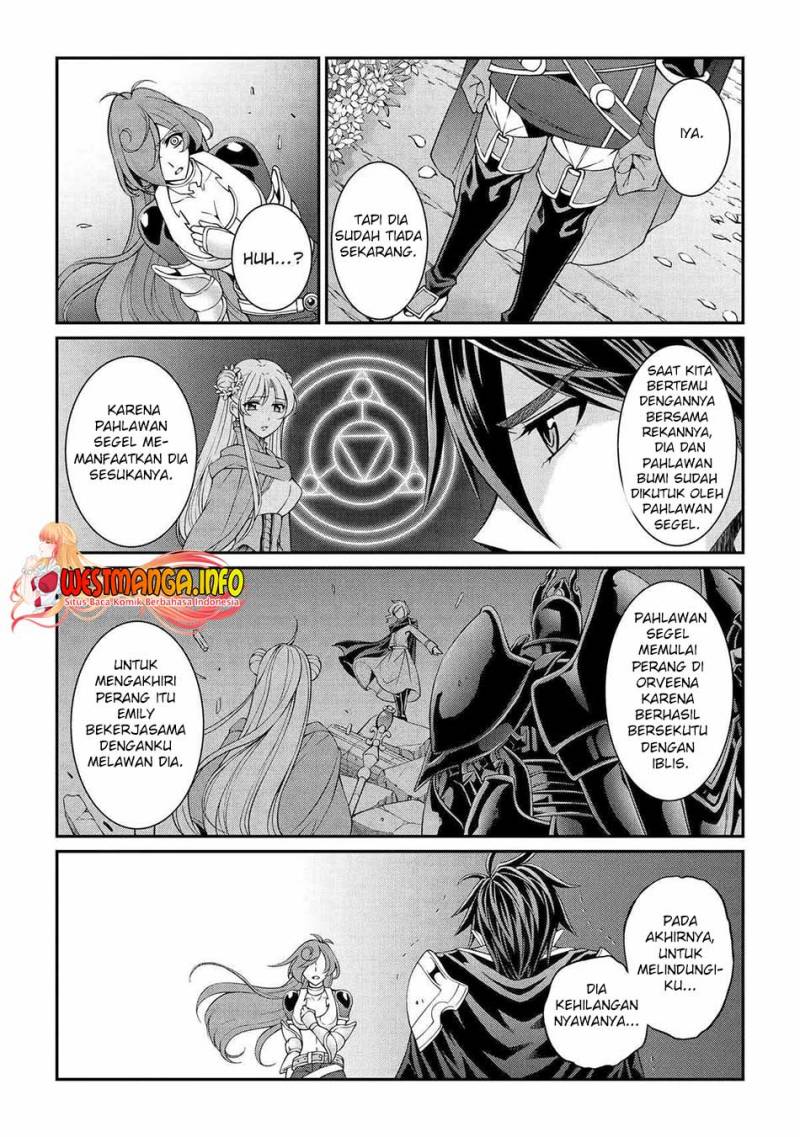 IYA.
TAPI DIA
SUDAH TIADA
SEKARANG.
HUH...?
SAAT KITA
BERTEMU
DENGANNYA
BERSAMA
REKANNYA,
DIA DAN
PAHLAWAN
BUMI SUDAH
DIKUTUK OLEH
PAHLAWAN
SEGEL.
KARENA
PAHLAWAN
SEGEL ME-
MANFAATKAN DIA
SESUKANYA.
WESTMANGA.INFO
Situs Baca Komik Berbahasa Indonesia
PAHLAWAN
SEGEL
MEMULAI
PERANG DI
ORVEENA
KARENA
BERHASIL
BERSEKUTU
DENGAN
IBLIS.
UNTUK
MENGAKHIRI
PERANG ITU
EMILY
BEKERJASAMA
DENGANKU
MELAWAN DIA.
PADA
AKHIRNYA,
UNTUK
MELINDUNGI-
KU...
DIA
KEHILANGAN
NYAWANYA...